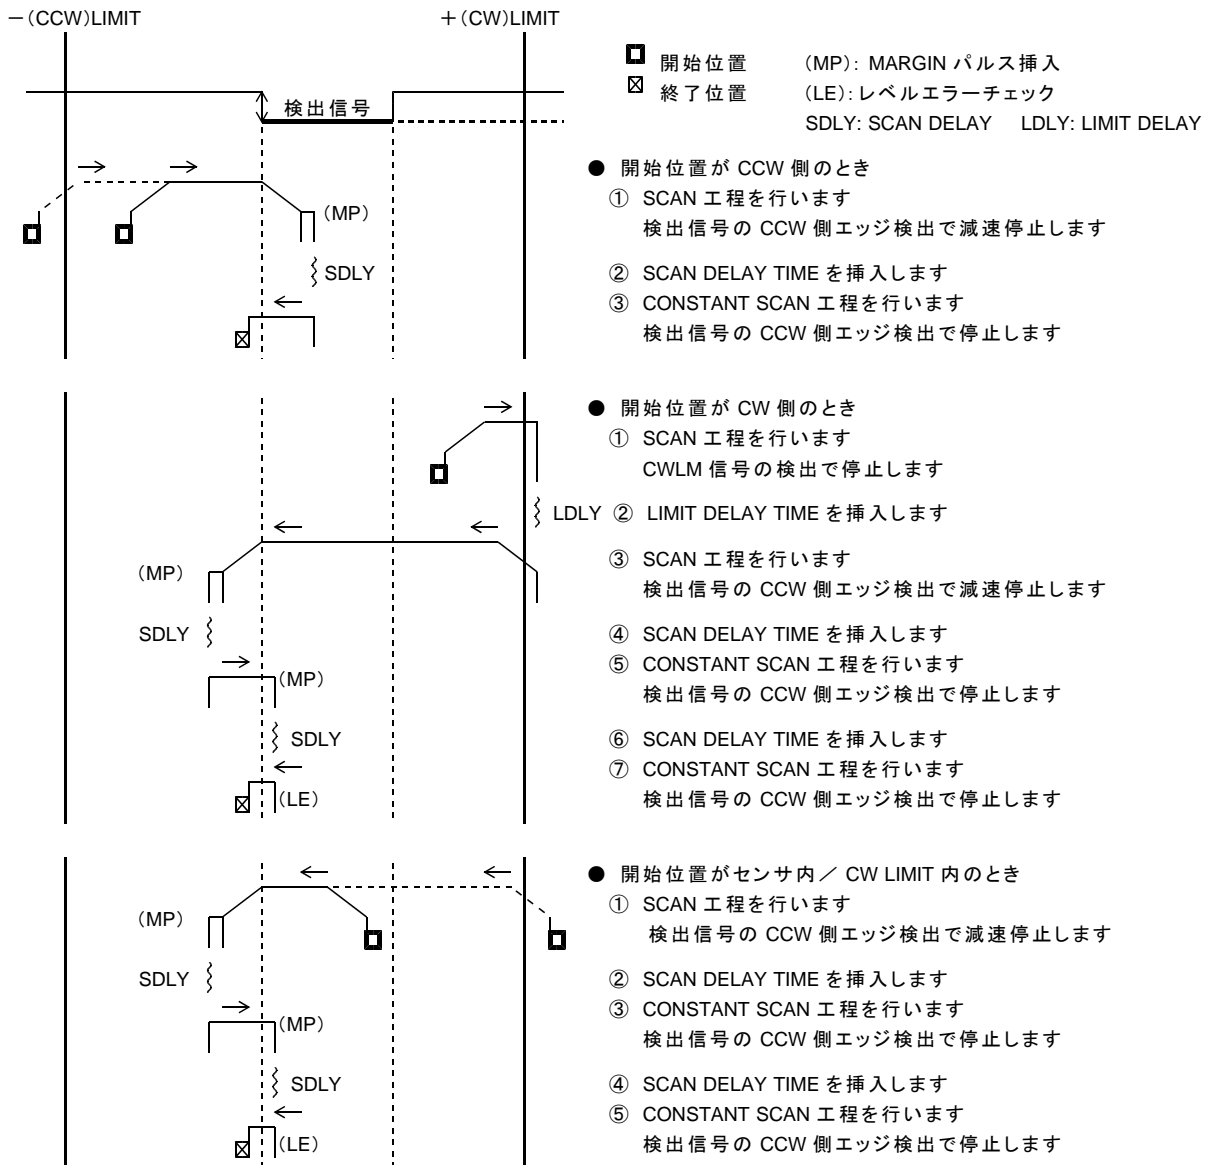 －(CCW)LIMIT
＋(CW)LIMIT
検出信号
開始位置 (MP): MARGIN パルス挿入
終了位置 (LE):レベルエラーチェック
SDLY: SCAN DELAY LDLY: LIMIT DELAY
(MP)
SDLY
● 開始位置が CCW 側のとき
① SCAN 工程を行います
検出信号の CCW 側エッジ検出で減速停止します
② SCAN DELAY TIME を挿入します
③ CONSTANT SCAN 工程を行います
検出信号の CCW 側エッジ検出で停止します
LDLY
(MP)
SDLY
(MP)
SDLY
(LE)
● 開始位置が CW 側のとき
① SCAN 工程を行います
CWLM 信号の検出で停止します
② LIMIT DELAY TIME を挿入します
③ SCAN 工程を行います
検出信号の CCW 側エッジ検出で減速停止します
④ SCAN DELAY TIME を挿入します
⑤ CONSTANT SCAN 工程を行います
検出信号の CCW 側エッジ検出で停止します
⑥ SCAN DELAY TIME を挿入します
⑦ CONSTANT SCAN 工程を行います
検出信号の CCW 側エッジ検出で停止します
(MP)
SDLY
(MP)
SDLY
(LE)
● 開始位置がセンサ内／ CW LIMIT 内のとき
① SCAN 工程を行います
検出信号の CCW 側エッジ検出で減速停止します
② SCAN DELAY TIME を挿入します
③ CONSTANT SCAN 工程を行います
検出信号の CCW 側エッジ検出で停止します
④ SCAN DELAY TIME を挿入します
⑤ CONSTANT SCAN 工程を行います
検出信号の CCW 側エッジ検出で停止します